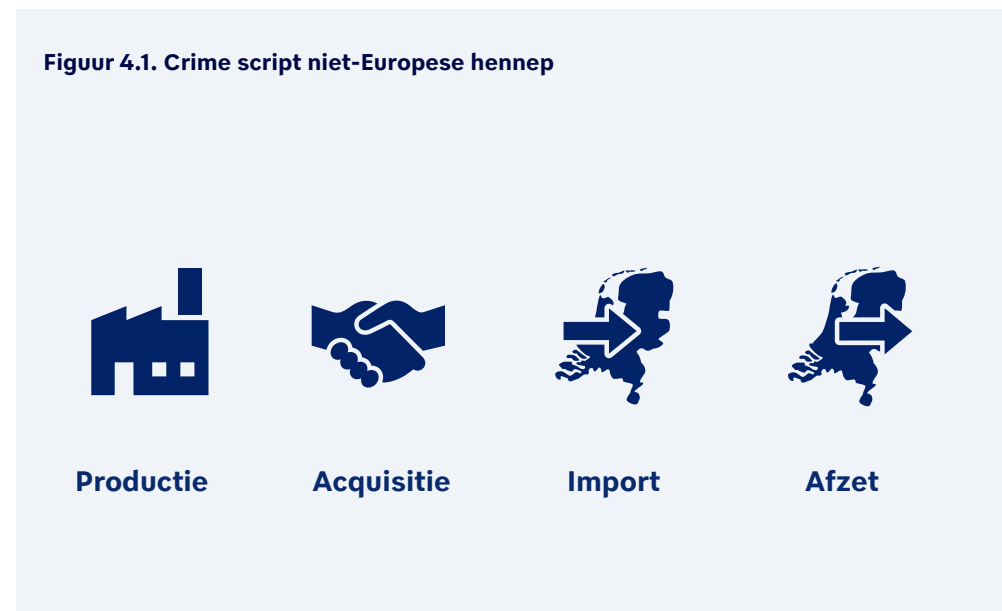 Figuur 4.1. Crime script niet-Europese hennep
Productie
Acquisitie
Import
Afzet